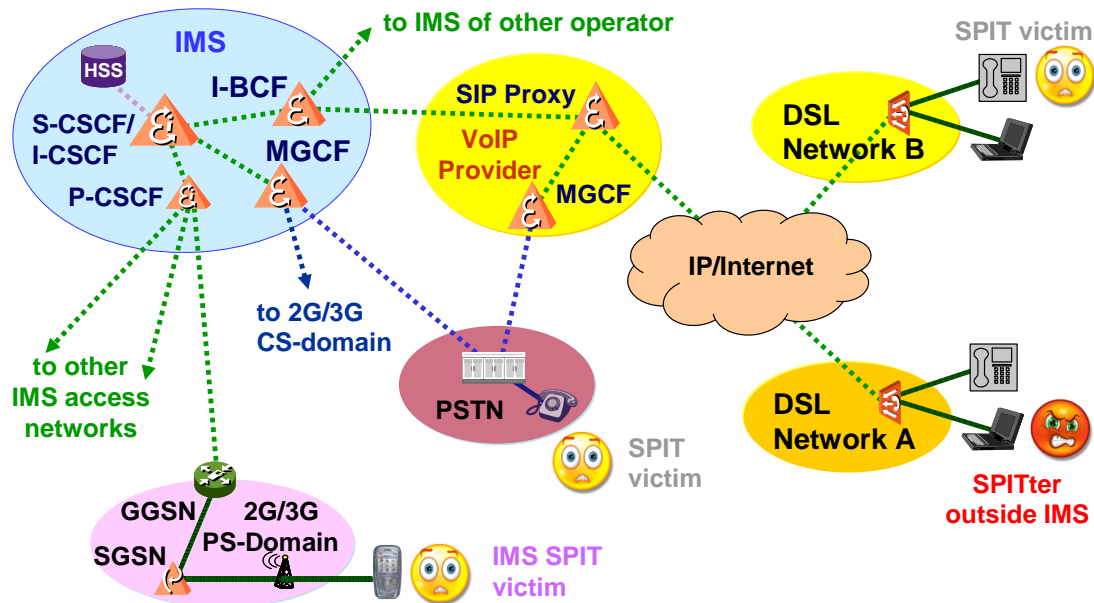 to IMS of other operator
IMS
HSS
I-BCF
S-CSCF/
I-CSCF
MGCF
P-CSCF
SIP Proxy
VoIP
Provider
MGCF
SPIT victim
DSL
Network B
IP/Internet
to 2G/3G
CS-domain
to other
IMS access
networks
PSTN
SPIT
victim
DSL
Network A
SPITter
outside IMS
GGSN
2G/3G
PS-Domain
SGSN
IMS SPIT
victim